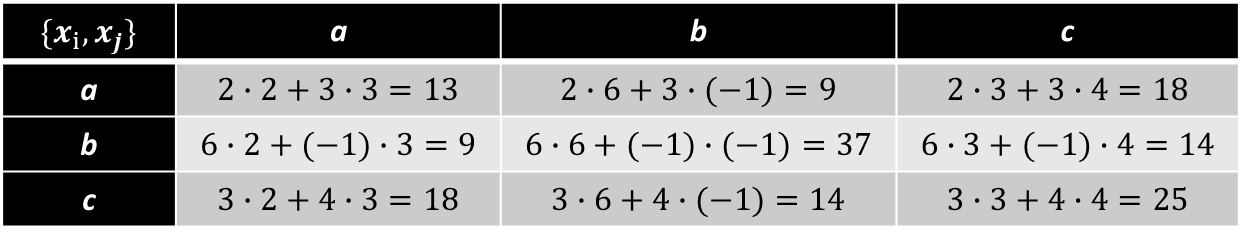 {xᵢ, xⱼ} a b c
a 2 · 2 + 3 · 3 = 13 2 · 6 + 3 · (−1) = 9 2 · 3 + 3 · 4 = 18
b 6 · 2 + (−1) · 3 = 9 6 · 6 + (−1) · (−1) = 37 6 · 3 + (−1) · 4 = 14
c 3 · 2 + 4 · 3 = 18 3 · 6 + 4 · (−1) = 14 3 · 3 + 4 · 4 = 25